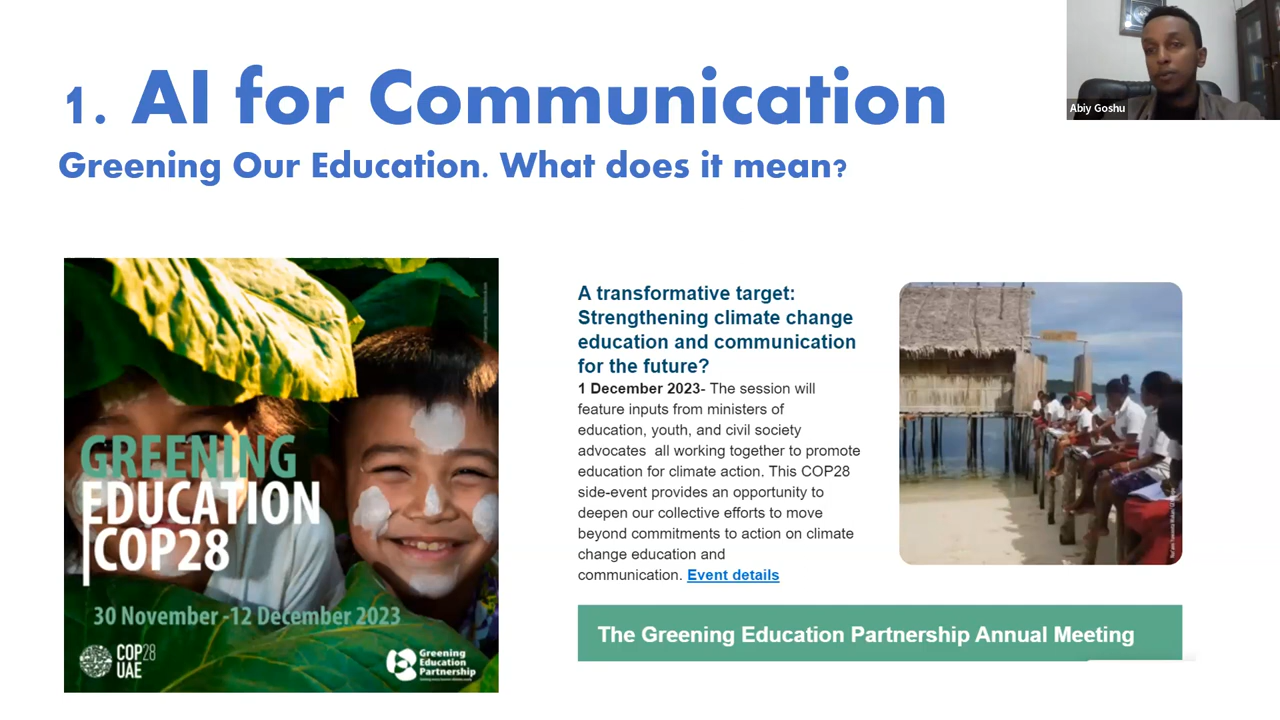 1. AI for Communication
Greening Our Education. What does it mean?
Abiy Goshu
GREENING
EDUCATION
COP28
30 November -12 December 2023
COP28
UAE
Greening
Education
Partnership
A transformative target:
Strengthening climate change
education and communication
for the future?
1 December 2023- The session will
feature inputs from ministers of
education, youth, and civil society
advocates  all working together to promote
education for climate action. This COP28
side-event provides an opportunity to
deepen our collective efforts to move
beyond commitments to action on climate
change education and
communication. Event details
The Greening Education Partnership Annual Meeting